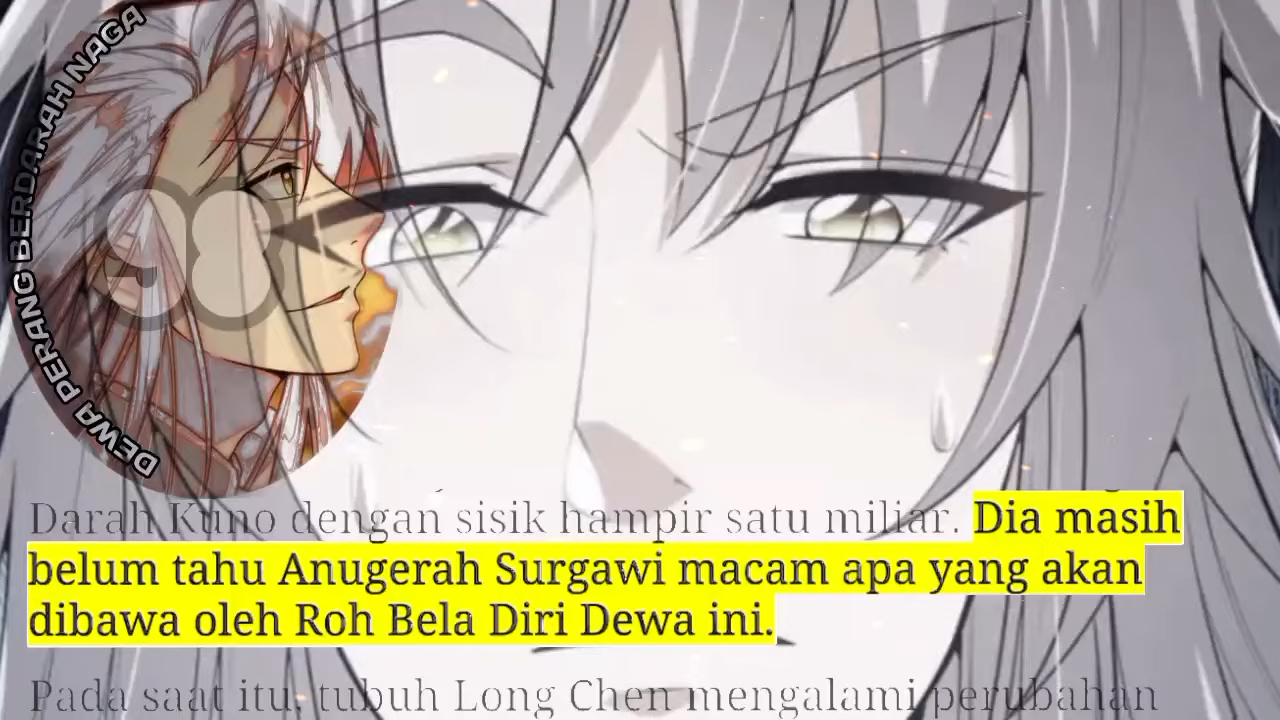 DEWA PERANG BERDARAH NAGA
Darah Kuno dengan sisik hampir satu miliar. Dia masih
belum tahu Anugerah Surgawi macam apa yang akan
dibawa oleh Roh Bela Diri Dewa ini.
Pada saat itu, tubuh Long Chen mengalami perubahan